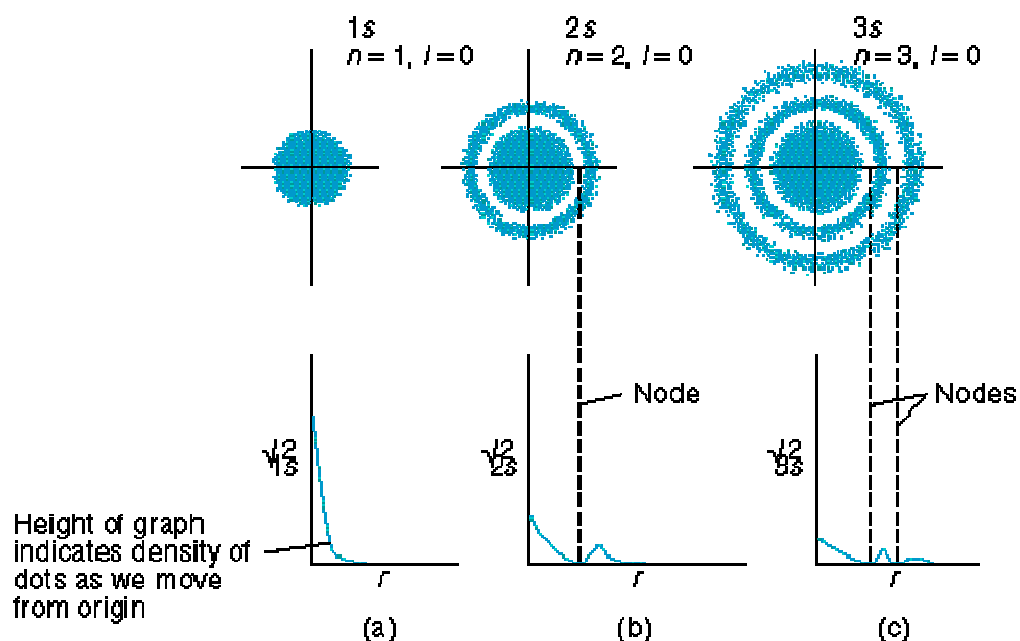 1s
n = 1, l = 0
2s
n = 2, l = 0
3s
n = 3, l = 0
Node
Nodes
Height of graph
indicates density of
dots as we move
from origin
r
r
r
(a)
(b)
(c)